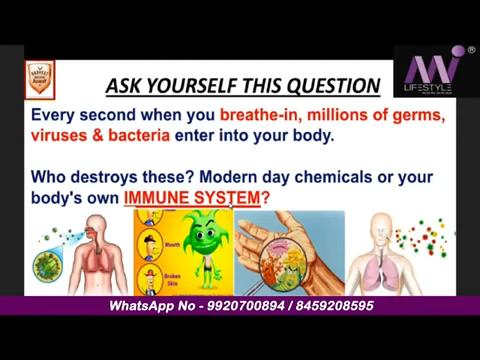 ASK YOURSELF THIS QUESTION
LIFESTYLE
Every second when you breathe-in, millions of germs,
viruses & bacteria enter into your body.
Who destroys these? Modern day chemicals or your
body's own IMMUNE SYSTEM?
Mouth
Broken
Skin
WhatsApp No - 9920700894 / 8459208595